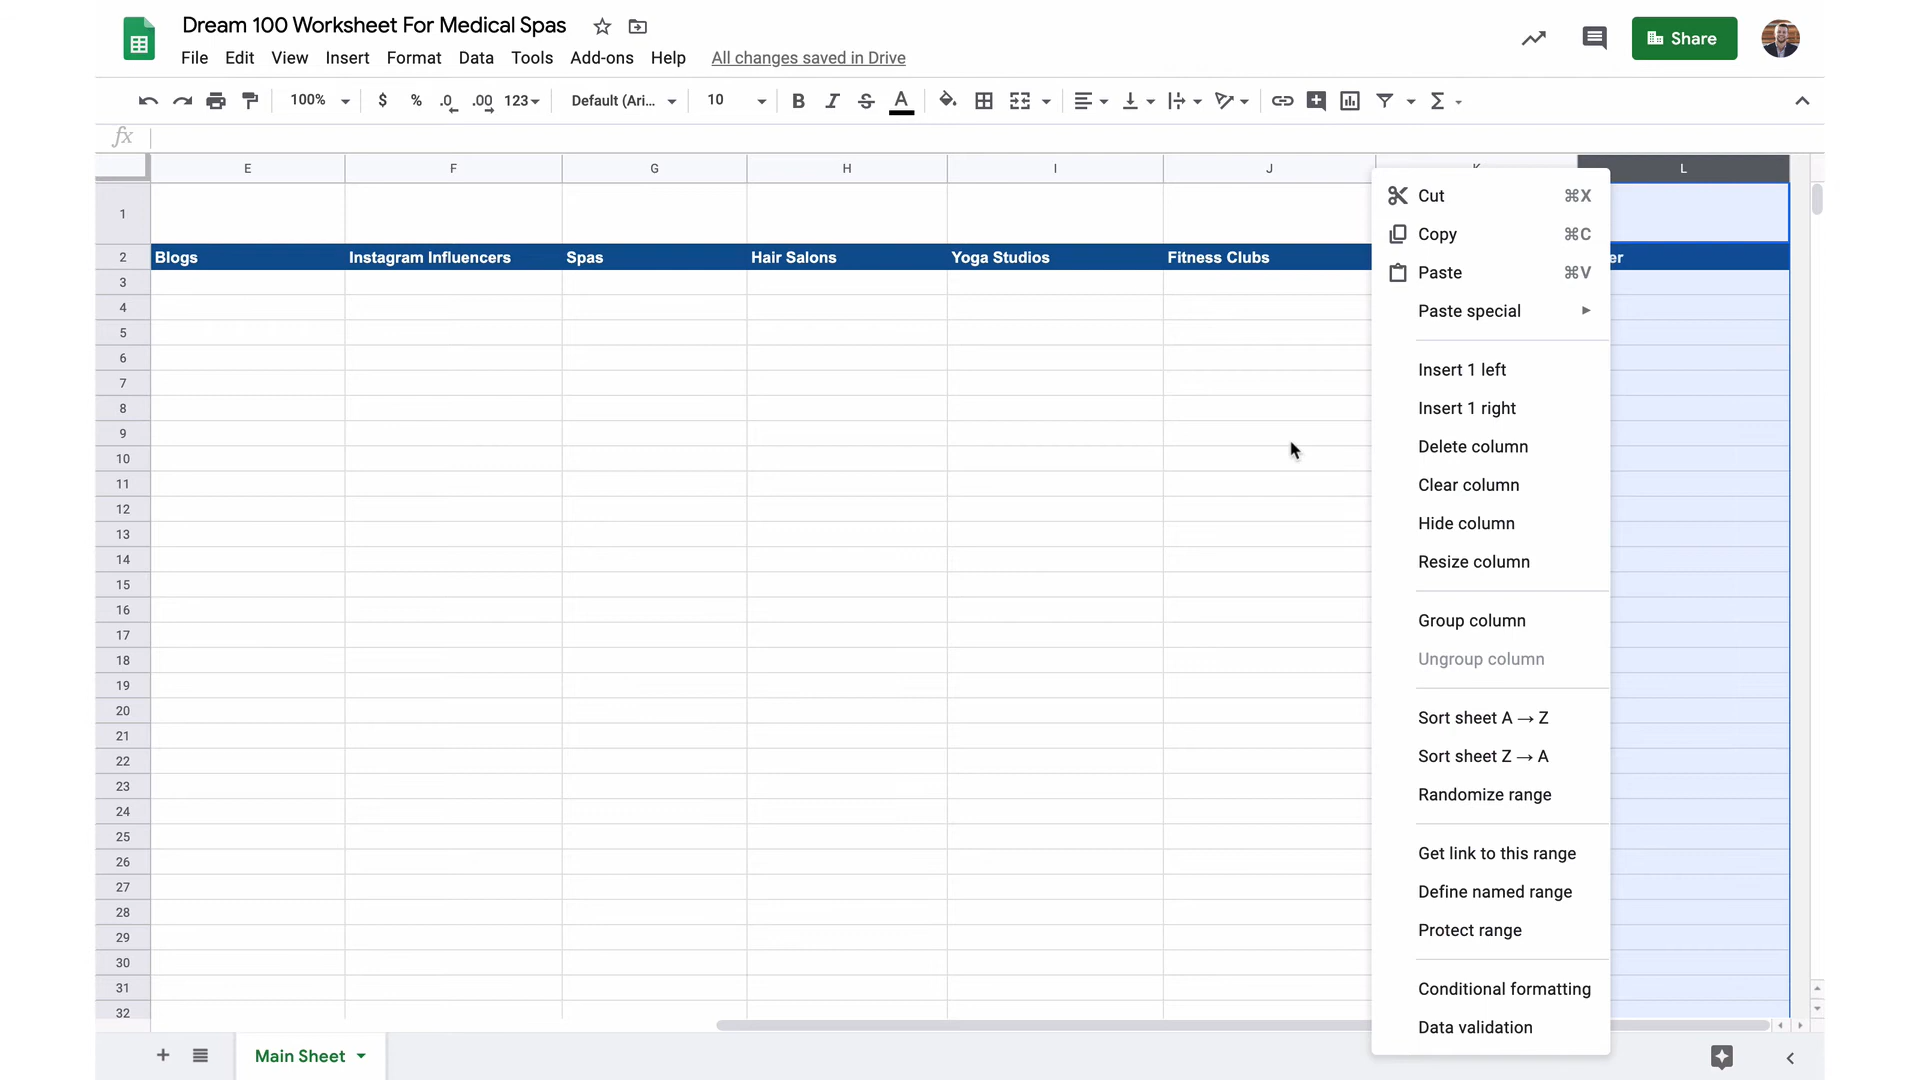 Dream 100 Worksheet For Medical Spas
File Edit View Insert Format Data Tools Add-ons Help All changes saved in Drive
Share
100% $ % .0 .00 123 Default (Ari... 10 B I S A Σ
fx
E F G H I J K L
1
2 Blogs Instagram Influencers Spas Hair Salons Yoga Studios Fitness Clubs er
3
4
5
6
7
8
9
10
11
12
13
14
15
16
17
18
19
20
21
22
23
24
25
26
27
28
29
30
31
32
Cut ⌘X
Copy ⌘C
Paste ⌘V
Paste special
Insert 1 left
Insert 1 right
Delete column
Clear column
Hide column
Resize column
Group column
Ungroup column
Sort sheet A → Z
Sort sheet Z → A
Randomize range
Get link to this range
Define named range
Protect range
Conditional formatting
Data validation
Main Sheet